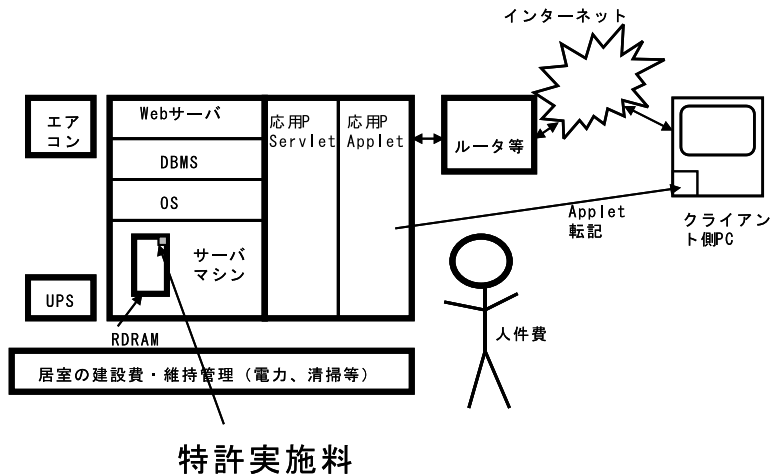 インターネット
エア
コン
Webサーバ
応用P
Servlet
応用P
Applet
ルータ等
DBMS
OS
サーバ
マシン
Applet
転記
クライアン
ト側PC
UPS
RDRAM
人件費
居室の建設費・維持管理（電力、清掃等）
特許実施料